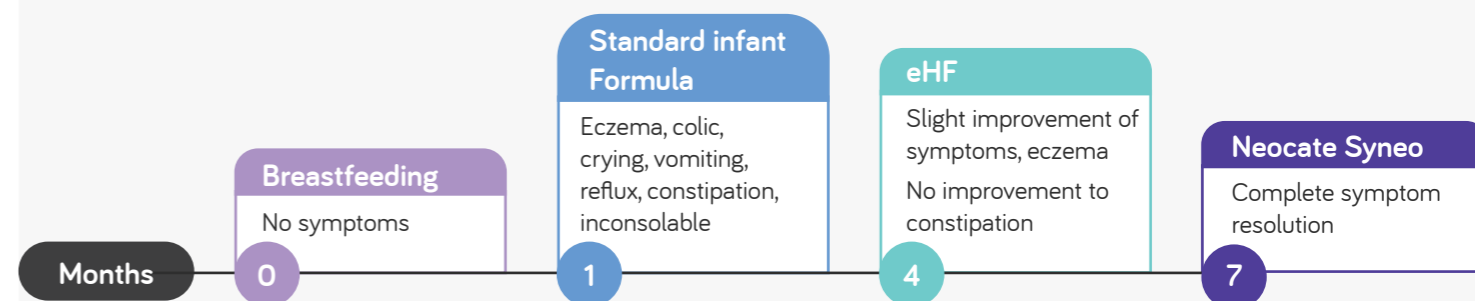 Standard infant
Formula
Eczema, colic,
crying, vomiting,
reflux, constipation,
inconsolable
eHF
Slight improvement of
symptoms, eczema
No improvement to
constipation
Breastfeeding
No symptoms
Neocate Syneo
Complete symptom
resolution
Months
0
1
4
7